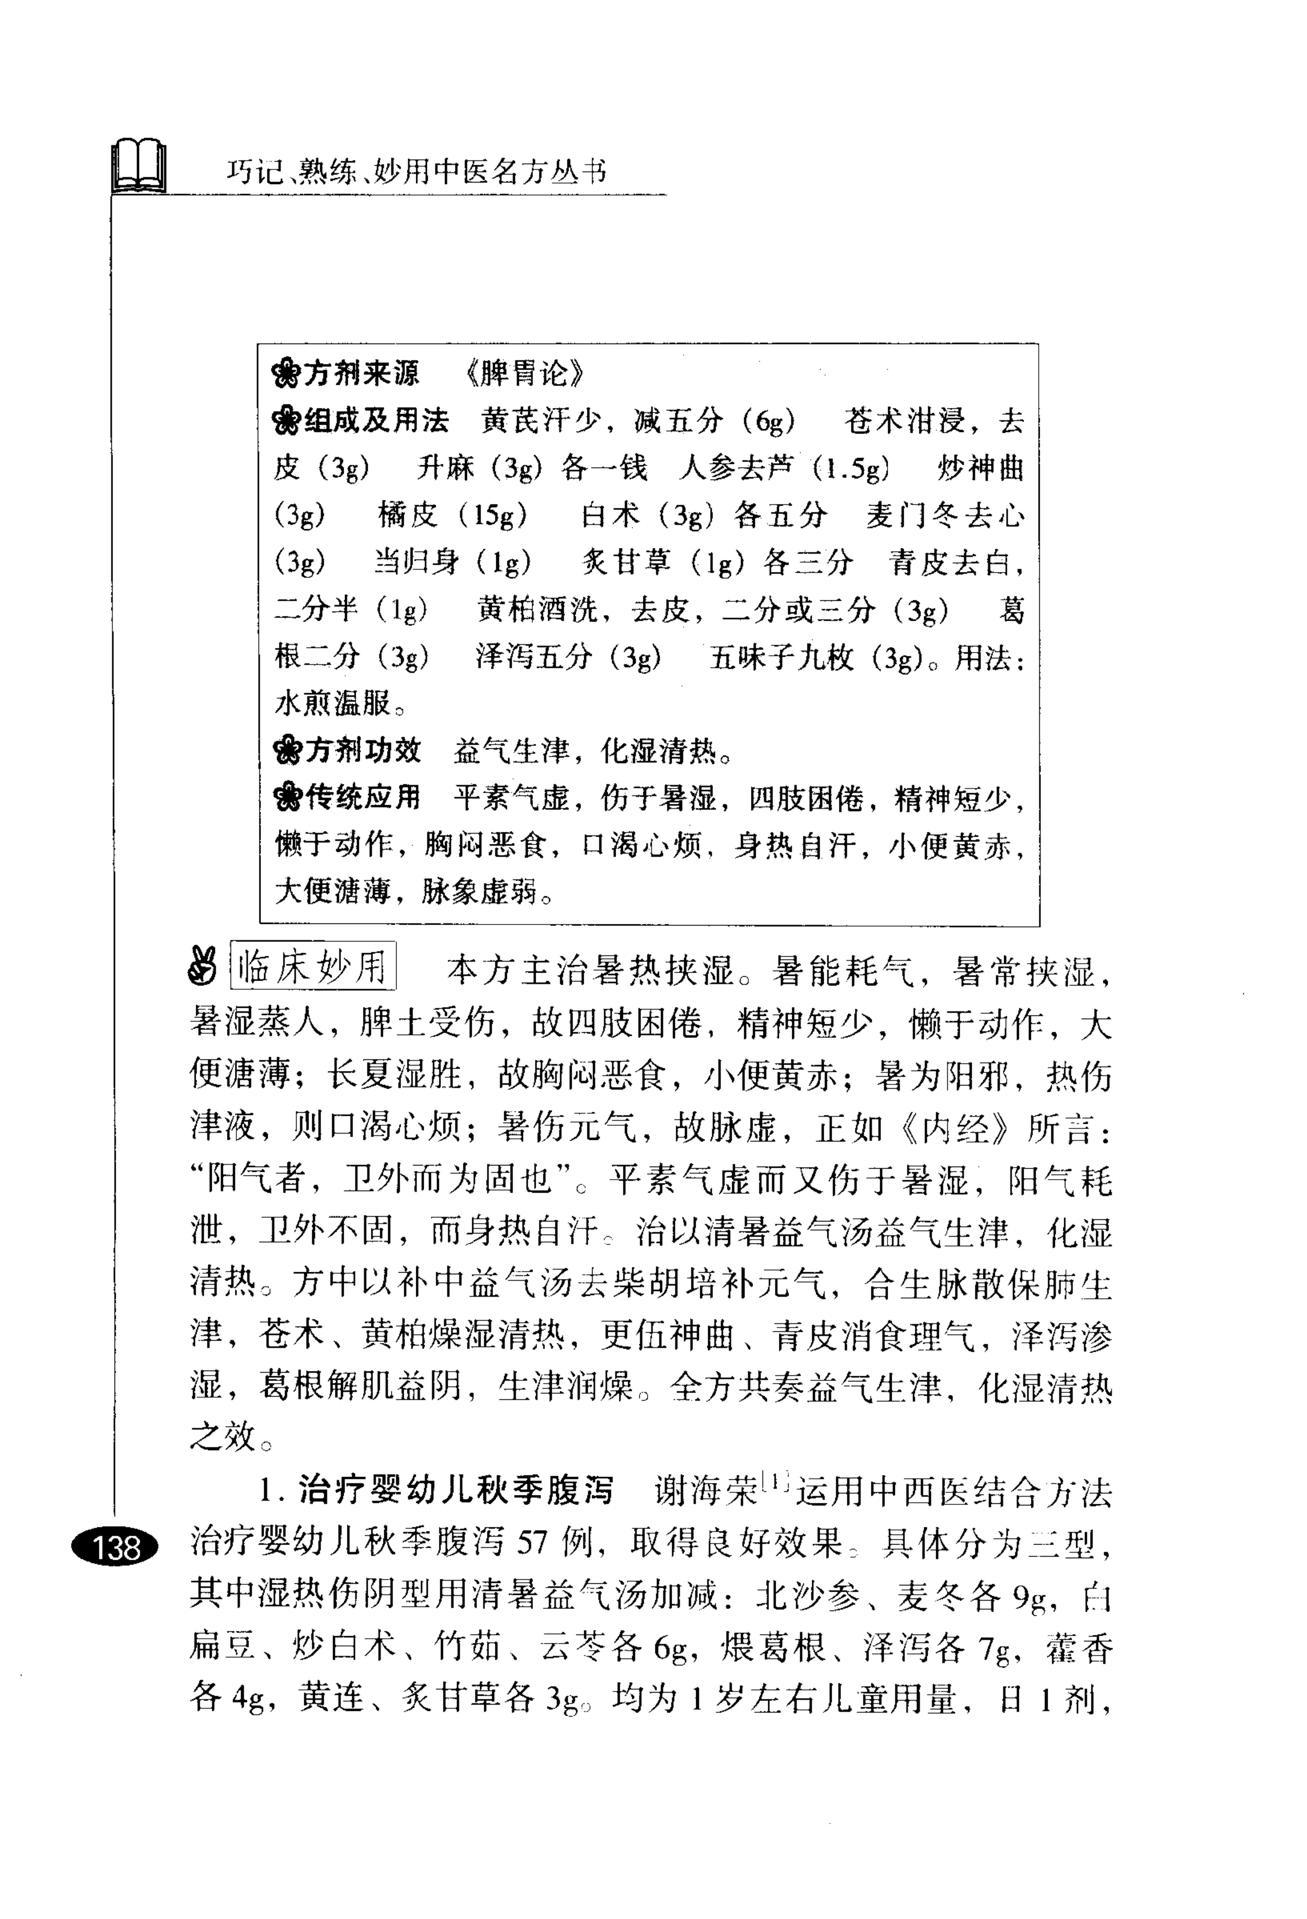 巧记、熟练、妙用中医名方丛书
方剂来源 《脾胃论》
组成及用法 黄芪汗少，减五分（6g） 苍术泔浸，去
皮（3g） 升麻（3g）各一钱 人参去芦（1.5g） 炒神曲
（3g） 橘皮（15g） 白术（3g）各五分 麦门冬去心
（3g） 当归身（1g） 炙甘草（1g）各三分 青皮去白，
二分半（1g） 黄柏酒洗，去皮，二分或三分（3g） 葛
根二分（3g） 泽泻五分（3g） 五味子九枚（3g）。用法：
水煎温服。
方剂功效 益气生津，化湿清热。
传统应用 平素气虚，伤于暑湿，四肢困倦，精神短少，
懒于动作，胸闷恶食，口渴心烦，身热自汗，小便黄赤，
大便溏薄，脉象虚弱。
临床妙用 本方主治暑热挟湿。暑能耗气，暑常挟湿，
暑湿蒸人，脾土受伤，故四肢困倦，精神短少，懒于动作，大
便溏薄；长夏湿胜，故胸闷恶食，小便黄赤；暑为阳邪，热伤
津液，则口渴心烦；暑伤元气，故脉虚，正如《内经》所言：
“阳气者，卫外而为固也”。平素气虚而又伤于暑湿，阳气耗
泄，卫外不固，而身热自汗。治以清暑益气汤益气生津，化湿
清热。方中以补中益气汤去柴胡培补元气，合生脉散保肺生
津，苍术、黄柏燥湿清热，更伍神曲、青皮消食理气，泽泻渗
湿，葛根解肌益阴，生津润燥。全方共奏益气生津，化湿清热
之效。
1. 治疗婴幼儿秋季腹泻 谢海荣[1]运用中西医结合方法
治疗婴幼儿秋季腹泻 57 例，取得良好效果。具体分为三型，
其中湿热伤阴型用清暑益气汤加减：北沙参、麦冬各 9g，白
扁豆、炒白术、竹茹、云苓各 6g，煨葛根、泽泻各 7g，藿香
各 4g，黄连、炙甘草各 3g。均为 1 岁左右儿童用量，日 1 剂，
138